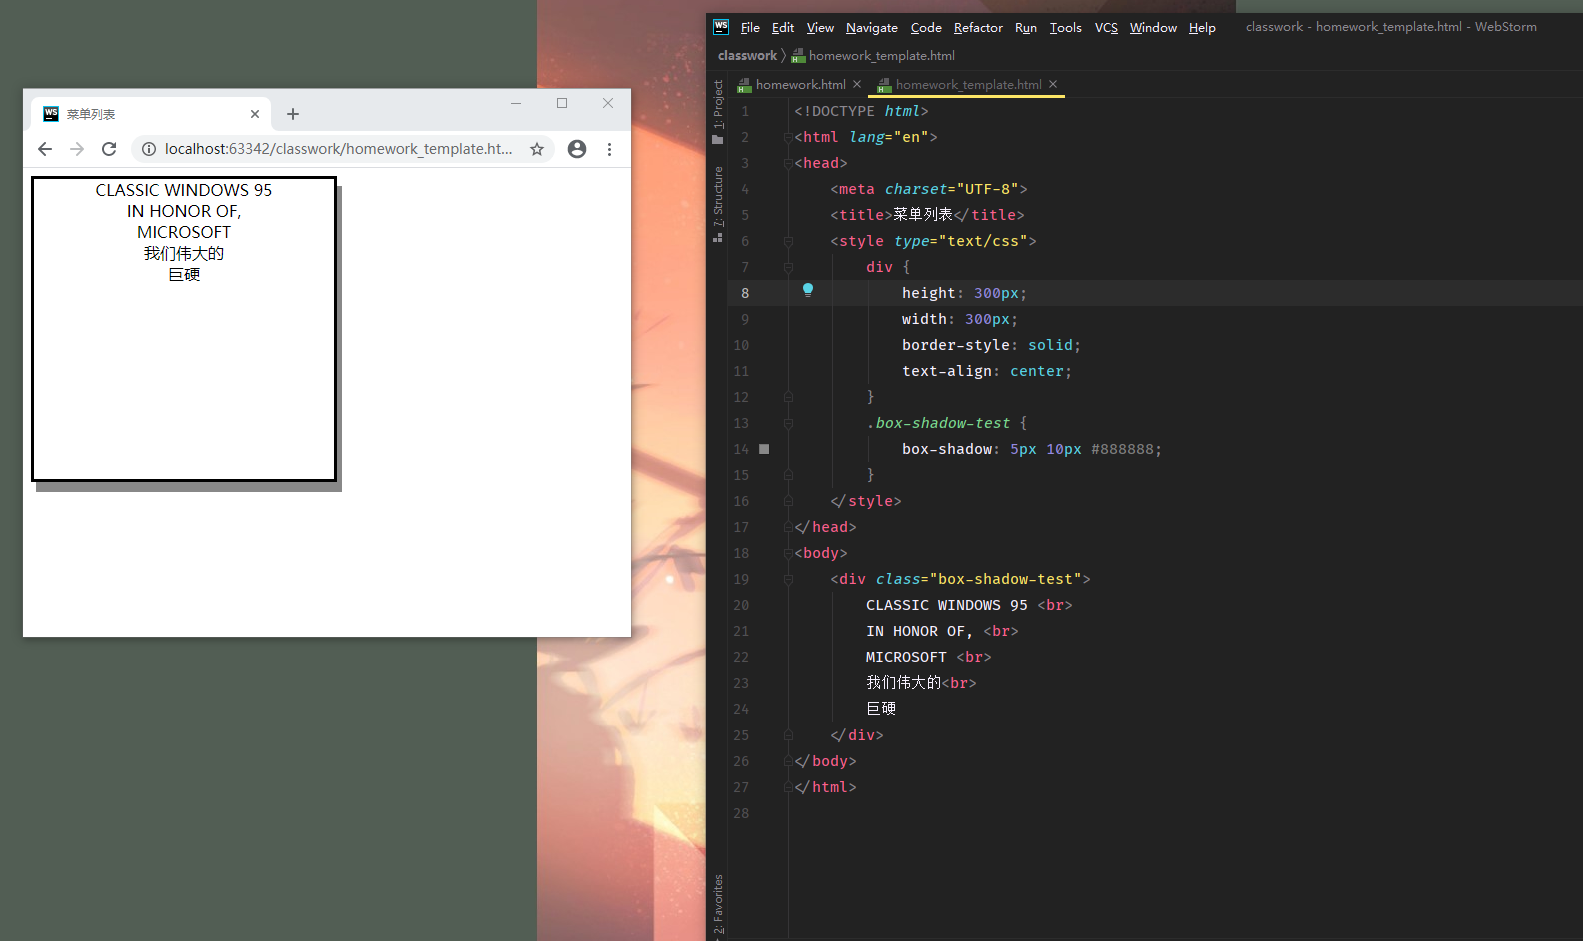 菜单列表
localhost:63342/classwork/homework_template.ht...
CLASSIC WINDOWS 95
IN HONOR OF,
MICROSOFT
我们伟大的
巨硬
WS File Edit View Navigate Code Refactor Run Tools VCS Window Help classwork - homework_template.html - WebStorm
classwork homework_template.html
homework.html homework_template.html
1: Project
7: Structure
2: Favorites
1 <!DOCTYPE html>
2 <html lang="en">
3 <head>
4 <meta charset="UTF-8">
5 <title>菜单列表</title>
6 <style type="text/css">
7 div {
8 height: 300px;
9 width: 300px;
10 border-style: solid;
11 text-align: center;
12 }
13 .box-shadow-test {
14 box-shadow: 5px 10px #888888;
15 }
16 </style>
17 </head>
18 <body>
19 <div class="box-shadow-test">
20 CLASSIC WINDOWS 95 <br>
21 IN HONOR OF, <br>
22 MICROSOFT <br>
23 我们伟大的<br>
24 巨硬
25 </div>
26 </body>
27 </html>
28